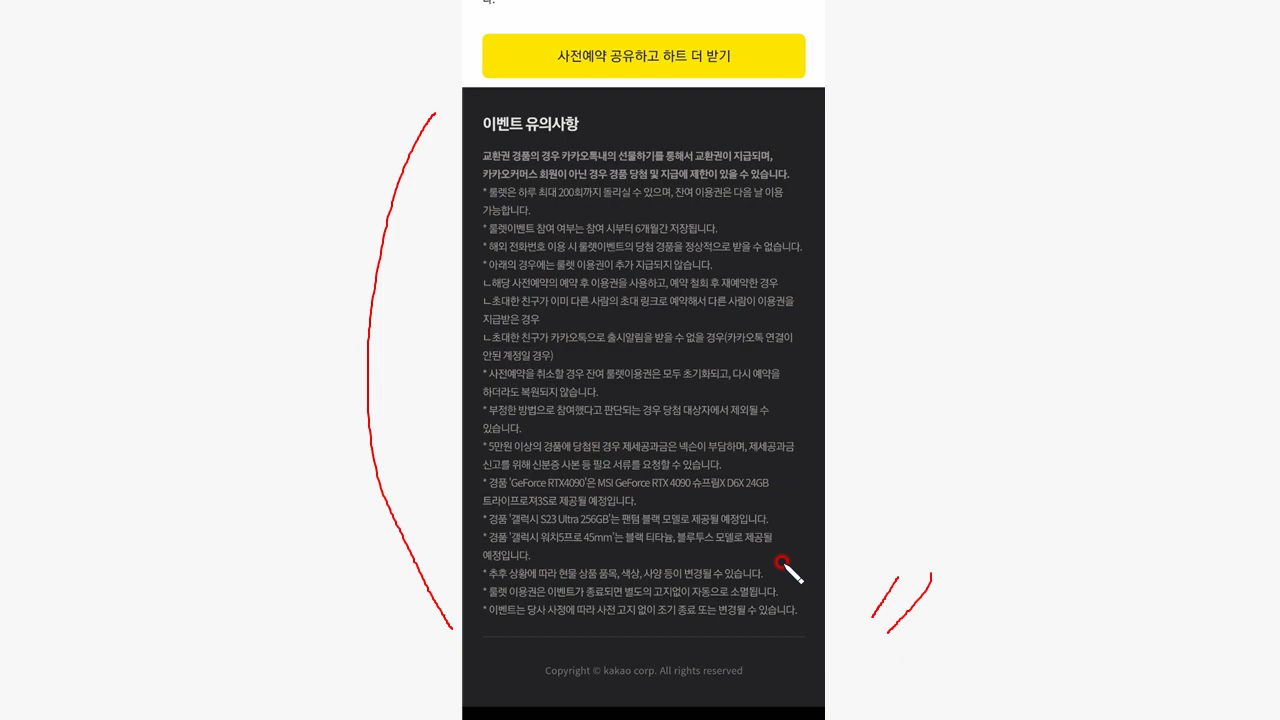 사전예약 공유하고 하트 더 받기
이벤트 유의사항
교환권 경품의 경우 카카오톡내의 선물하기를 통해서 교환권이 지급되며,
카카오커머스 회원이 아닌 경우 경품 당첨 및 지급에 제한이 있을 수 있습니다.
* 룰렛은 하루 최대 200회까지 돌리실 수 있으며, 잔여 이용권은 다음 날 이용
가능합니다.
* 룰렛이벤트 참여 여부는 참여 시부터 6개월간 저장됩니다.
* 해외 전화번호 이용 시 룰렛이벤트의 당첨 경품을 정상적으로 받을 수 없습니다.
* 아래의 경우에는 룰렛 이용권이 추가 지급되지 않습니다.
ㄴ해당 사전예약의 예약 후 이용권을 사용하고, 예약 철회 후 재예약한 경우
ㄴ초대한 친구가 이미 다른 사람의 초대 링크로 예약해서 다른 사람이 이용권을
지급받은 경우
ㄴ초대한 친구가 카카오톡으로 출시알림을 받을 수 없을 경우(카카오톡 연결이
안된 계정일 경우)
* 사전예약을 취소할 경우 잔여 룰렛이용권은 모두 초기화되고, 다시 예약을
하더라도 복원되지 않습니다.
* 부정한 방법으로 참여했다고 판단되는 경우 당첨 대상자에서 제외될 수
있습니다.
* 5만원 이상의 경품에 당첨된 경우 제세공과금은 넥슨이 부담하며, 제세공과금
신고를 위해 신분증 사본 등 필요 서류를 요청할 수 있습니다.
* 경품 'GeForce RTX4090'은 MSI GeForce RTX 4090 슈프림X D6X 24GB
트라이프로져3S로 제공될 예정입니다.
* 경품 '갤럭시 S23 Ultra 256GB'는 팬텀 블랙 모델로 제공될 예정입니다.
* 경품 '갤럭시 워치5프로 45mm'는 블랙 티타늄, 블루투스 모델로 제공될
예정입니다.
* 추후 상황에 따라 현물 상품 품목, 색상, 사양 등이 변경될 수 있습니다.
* 룰렛 이용권은 이벤트가 종료되면 별도의 고지없이 자동으로 소멸됩니다.
* 이벤트는 당사 사정에 따라 사전 고지 없이 조기 종료 또는 변경될 수 있습니다.
Copyright © kakao corp. All rights reserved